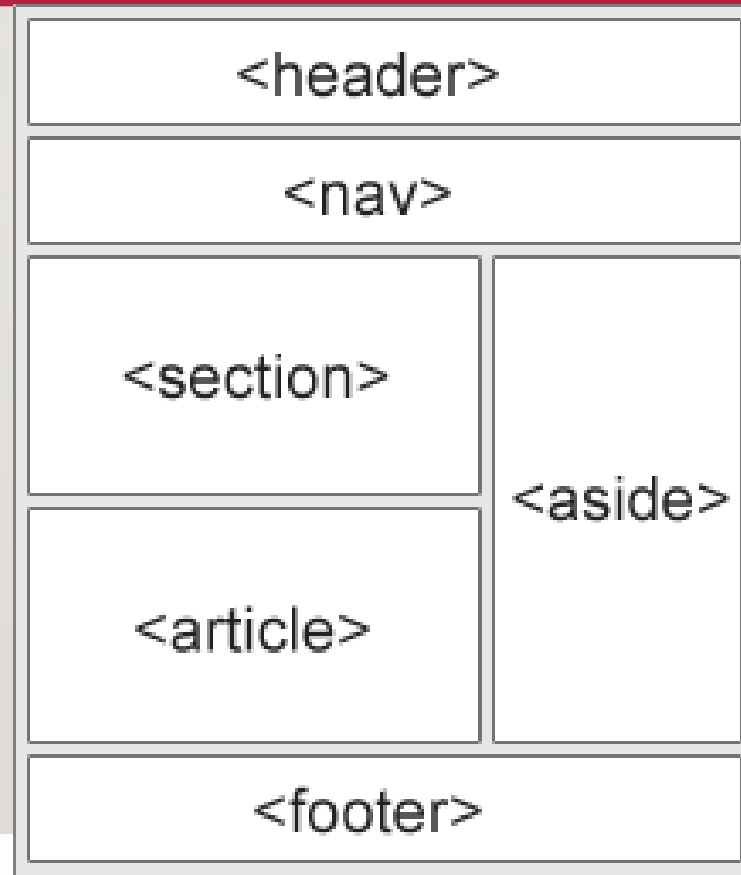 <header>
<nav>
<section>
<aside>
<article>
<footer>